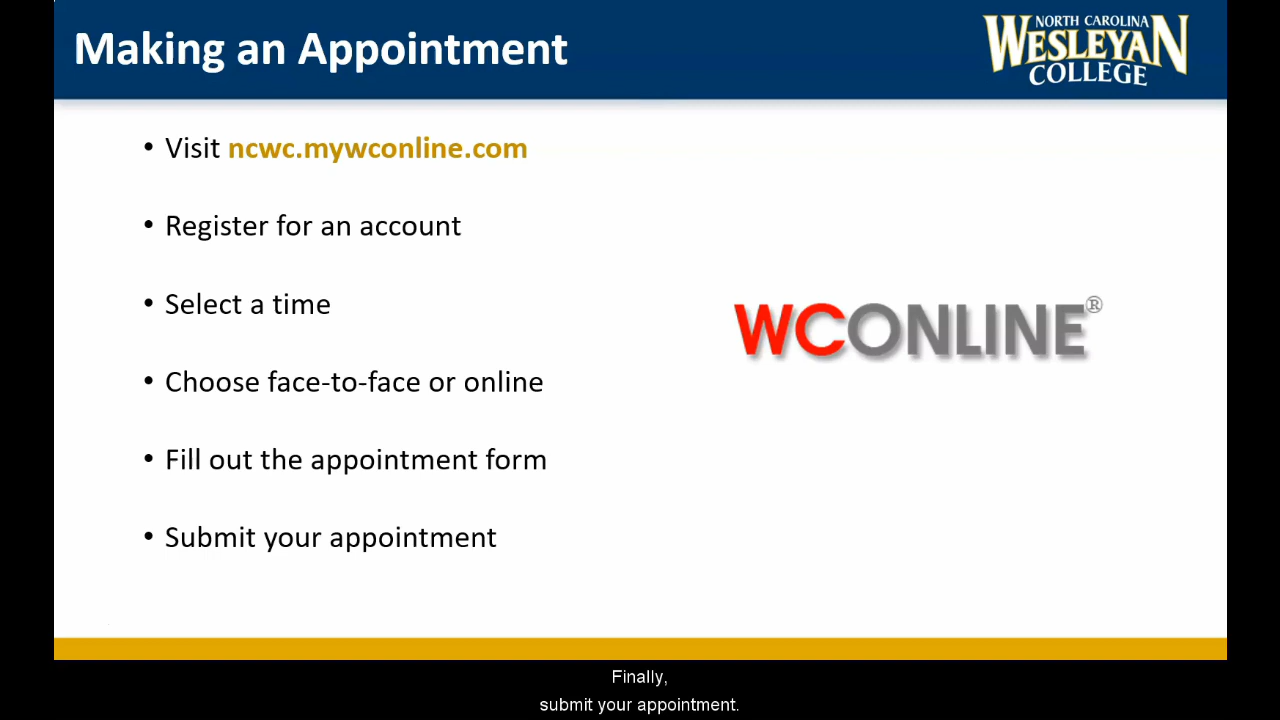 Making an Appointment
NORTH CAROLINA
WESLEYAN
COLLEGE
• Visit ncwc.mywconline.com
• Register for an account
• Select a time
• Choose face-to-face or online
• Fill out the appointment form
• Submit your appointment
WCONLINE®
Finally,
submit your appointment.